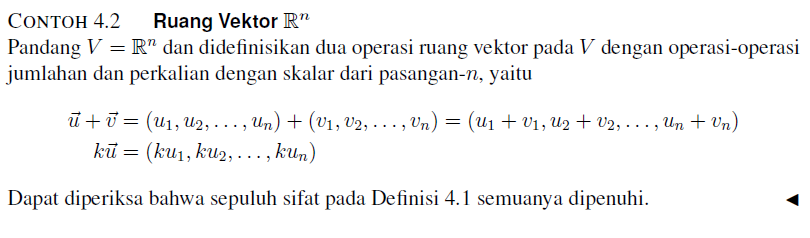 CONTOH 4.2 Ruang Vektor ℝⁿ
Pandang V = ℝⁿ dan didefinisikan dua operasi ruang vektor pada V dengan operasi-operasi
jumlahan dan perkalian dengan skalar dari pasangan-n, yaitu
u⃗ + v⃗ = (u₁, u₂, . . . , uₙ) + (v₁, v₂, . . . , vₙ) = (u₁ + v₁, u₂ + v₂, . . . , uₙ + vₙ)
ku⃗ = (ku₁, ku₂, . . . , kuₙ)
Dapat diperiksa bahwa sepuluh sifat pada Definisi 4.1 semuanya dipenuhi. ◄